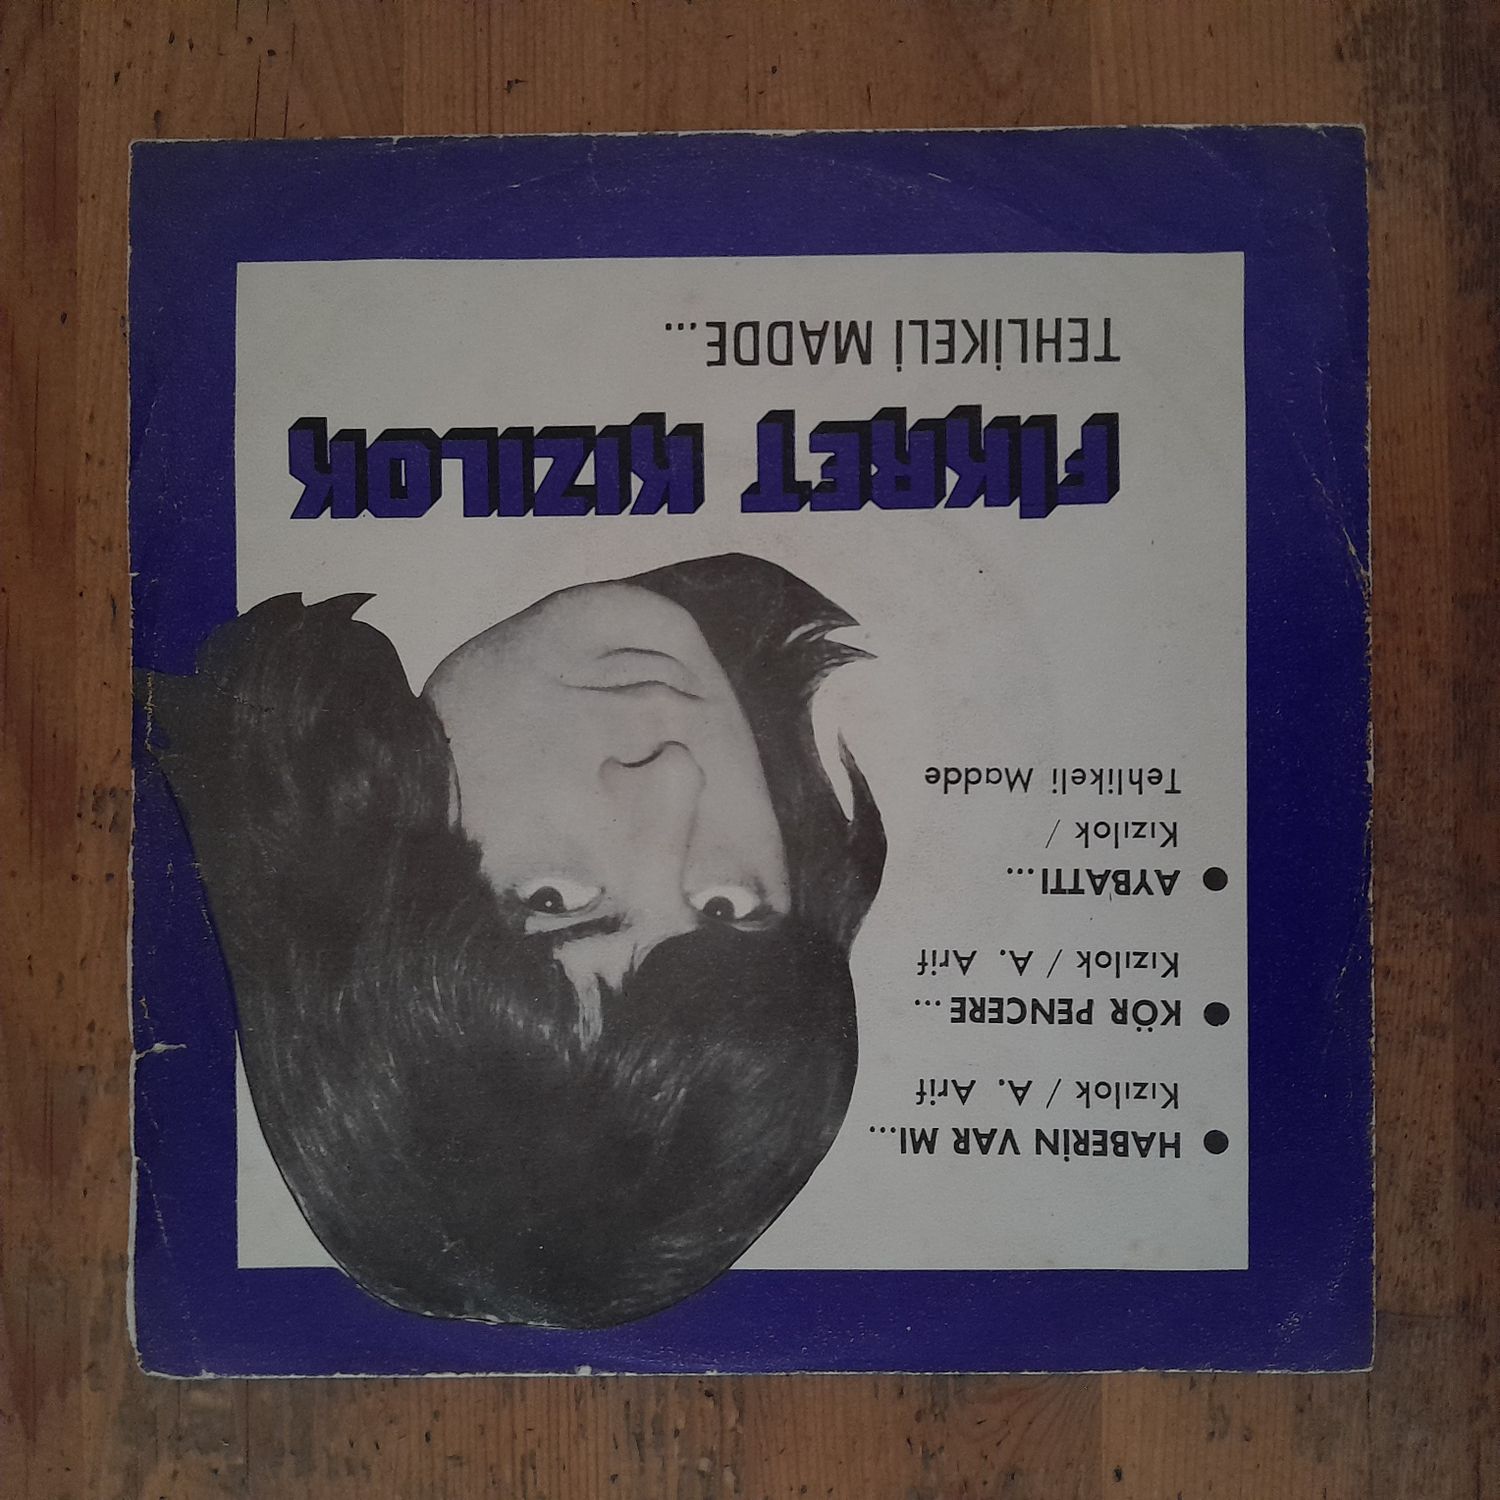 ● HABERİN VAR MI...
Kızılok / A. Arif
● KÖR PENCERE...
Kızılok / A. Arif
● AYBATTI...
Kızılok /
Tehlikeli Madde
FİKRET KIZILOK
TEHLİKELİ MADDE...